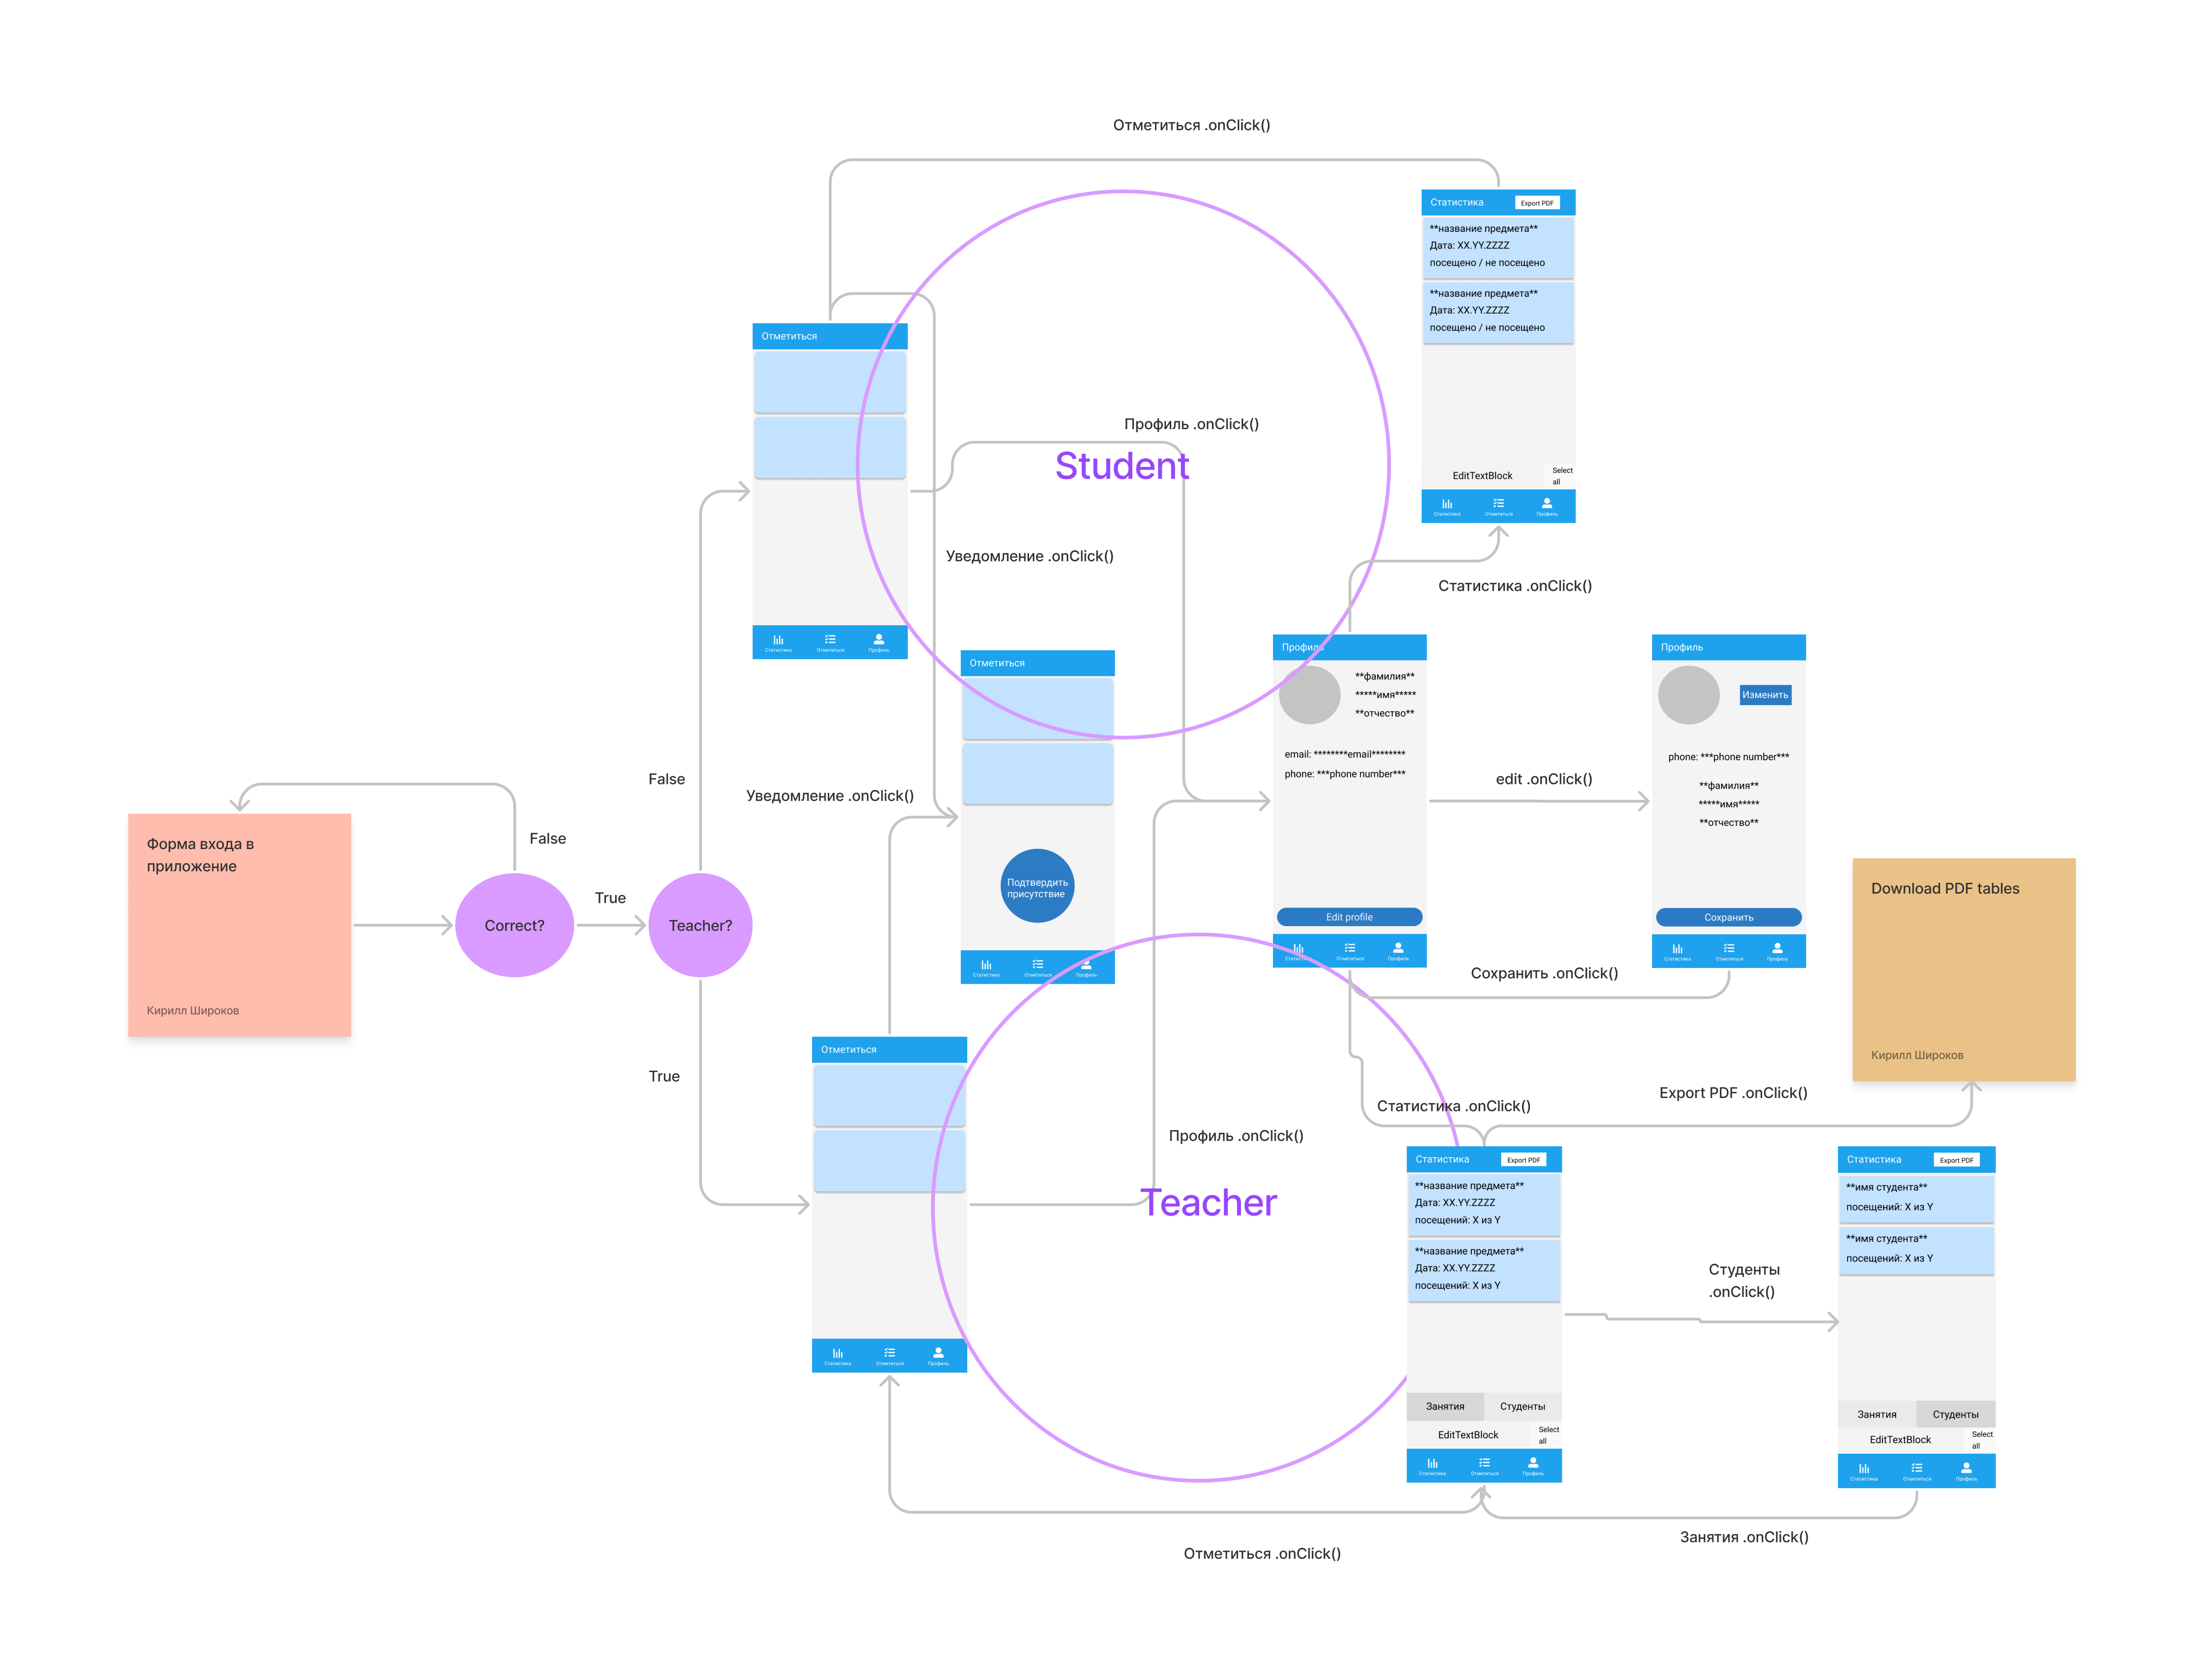 Отметиться .onClick()
Статистика
Export PDF
**название предмета**
Дата: XX.YY.ZZZZ
посещено / не посещено
**название предмета**
Дата: XX.YY.ZZZZ
посещено / не посещено
EditTextBlock
Select
all
Статистика
Отметиться
Профиль
Отметиться
Статистика
Отметиться
Профиль
Профиль .onClick()
Student
Уведомление .onClick()
Статистика .onClick()
Отметиться
Подтвердить
присутствие
Статистика
Отметиться
Профиль
Профиль
**фамилия**
*****имя*****
**отчество**
email: ********email********
phone: ***phone number***
Edit profile
Статистика
Отметиться
Профиль
edit .onClick()
Профиль
Изменить
phone: ***phone number***
**фамилия**
*****имя*****
**отчество**
Сохранить
Статистика
Отметиться
Профиль
False
Уведомление .onClick()
False
Форма входа в
приложение
Кирилл Широков
Correct?
True
Teacher?
True
Download PDF tables
Кирилл Широков
Сохранить .onClick()
Отметиться
Статистика
Отметиться
Профиль
Статистика .onClick()
Export PDF .onClick()
Профиль .onClick()
Teacher
Статистика
Export PDF
**название предмета**
Дата: XX.YY.ZZZZ
посещений: X из Y
**название предмета**
Дата: XX.YY.ZZZZ
посещений: X из Y
Занятия
Студенты
EditTextBlock
Select
all
Статистика
Отметиться
Профиль
Студенты
.onClick()
Статистика
Export PDF
**имя студента**
посещений: X из Y
**имя студента**
посещений: X из Y
Занятия
Студенты
EditTextBlock
Select
all
Статистика
Отметиться
Профиль
Занятия .onClick()
Отметиться .onClick()